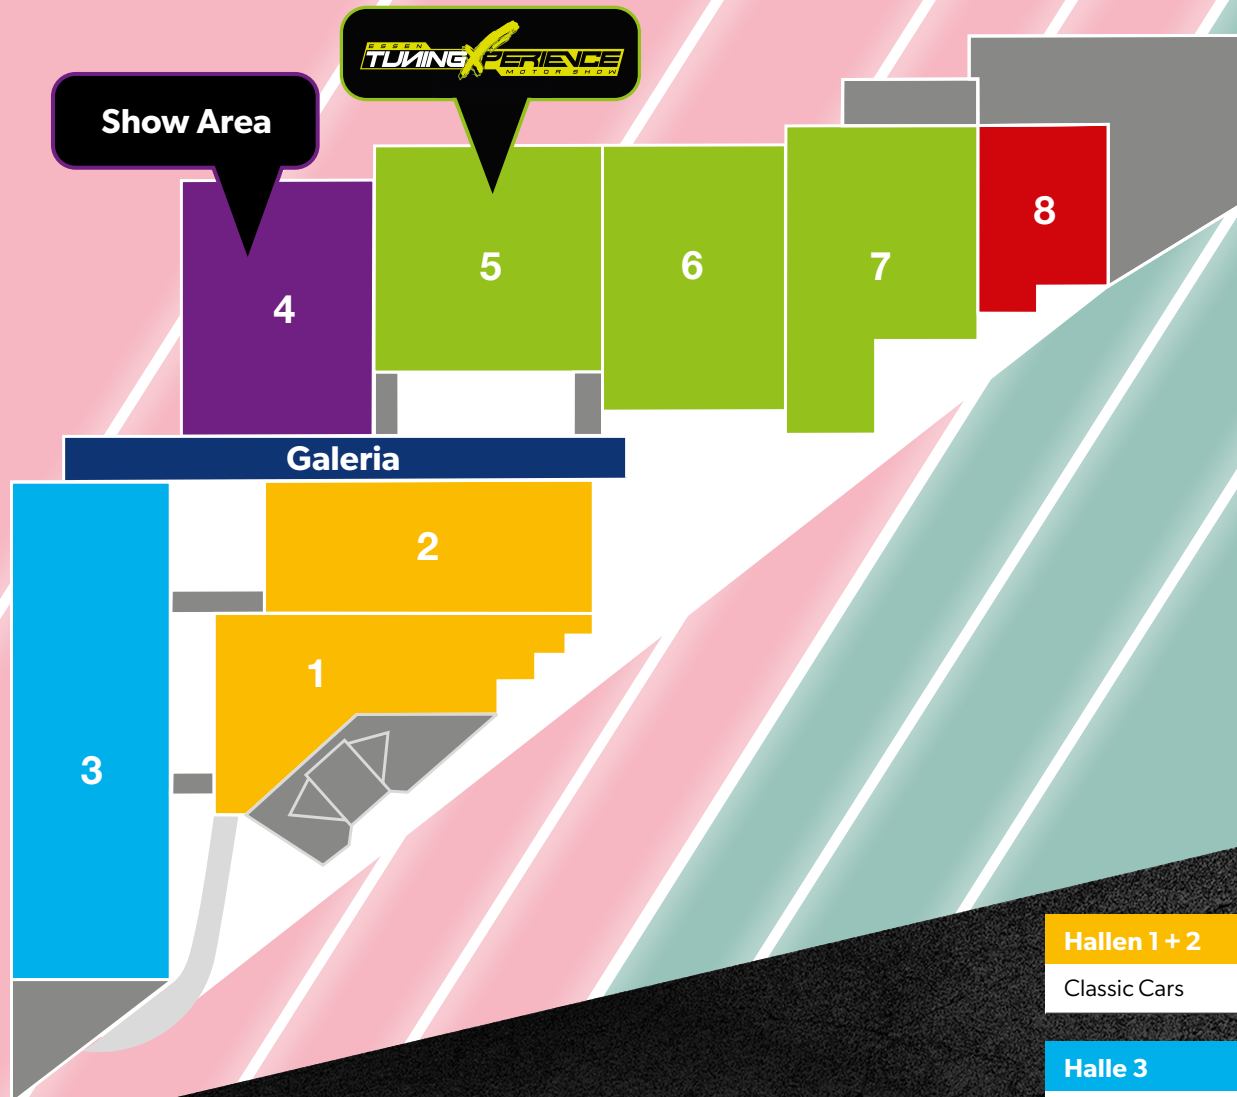 ESSEN
TUNINGXPERIENCE
MOTOR SHOW
Show Area
8
5
6
7
4
Galeria
2
1
3
Hallen 1 + 2
Classic Cars
Halle 3